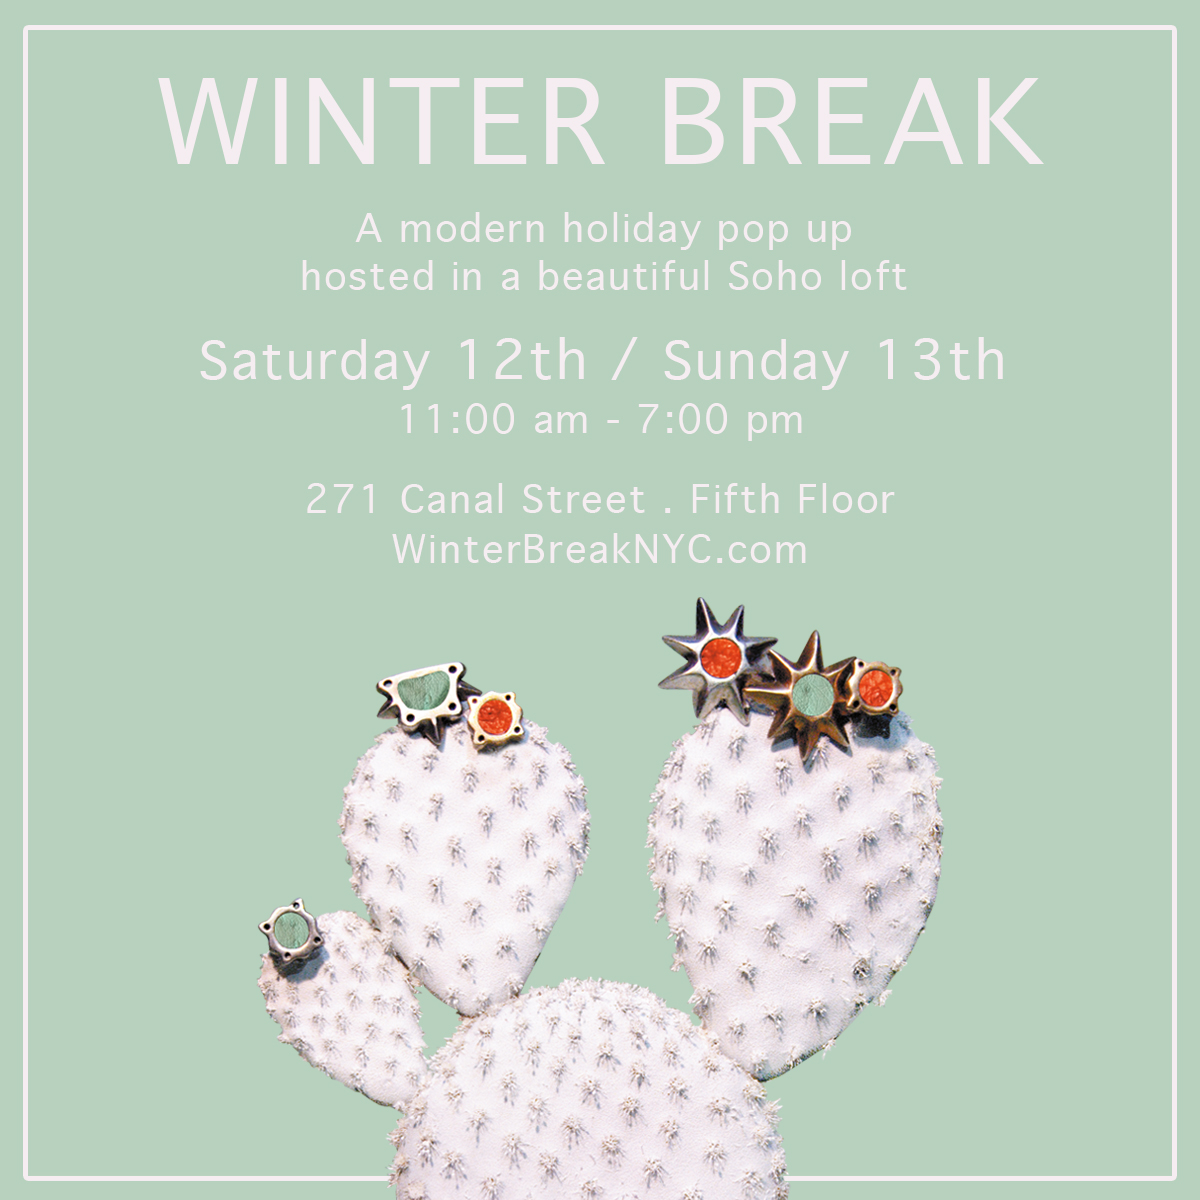 WINTER BREAK
A modern holiday pop up
hosted in a beautiful Soho loft
Saturday 12th / Sunday 13th
11:00 am - 7:00 pm
271 Canal Street . Fifth Floor
WinterBreakNYC.com